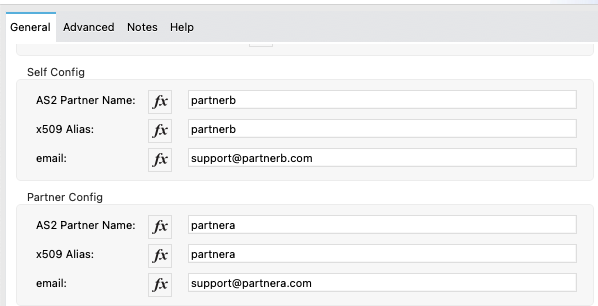 General Advanced Notes Help
Self Config
AS2 Partner Name: fx partnerb
x509 Alias: fx partnerb
email: fx support@partnerb.com
Partner Config
AS2 Partner Name: fx partnera
x509 Alias: fx partnera
email: fx support@partnera.com